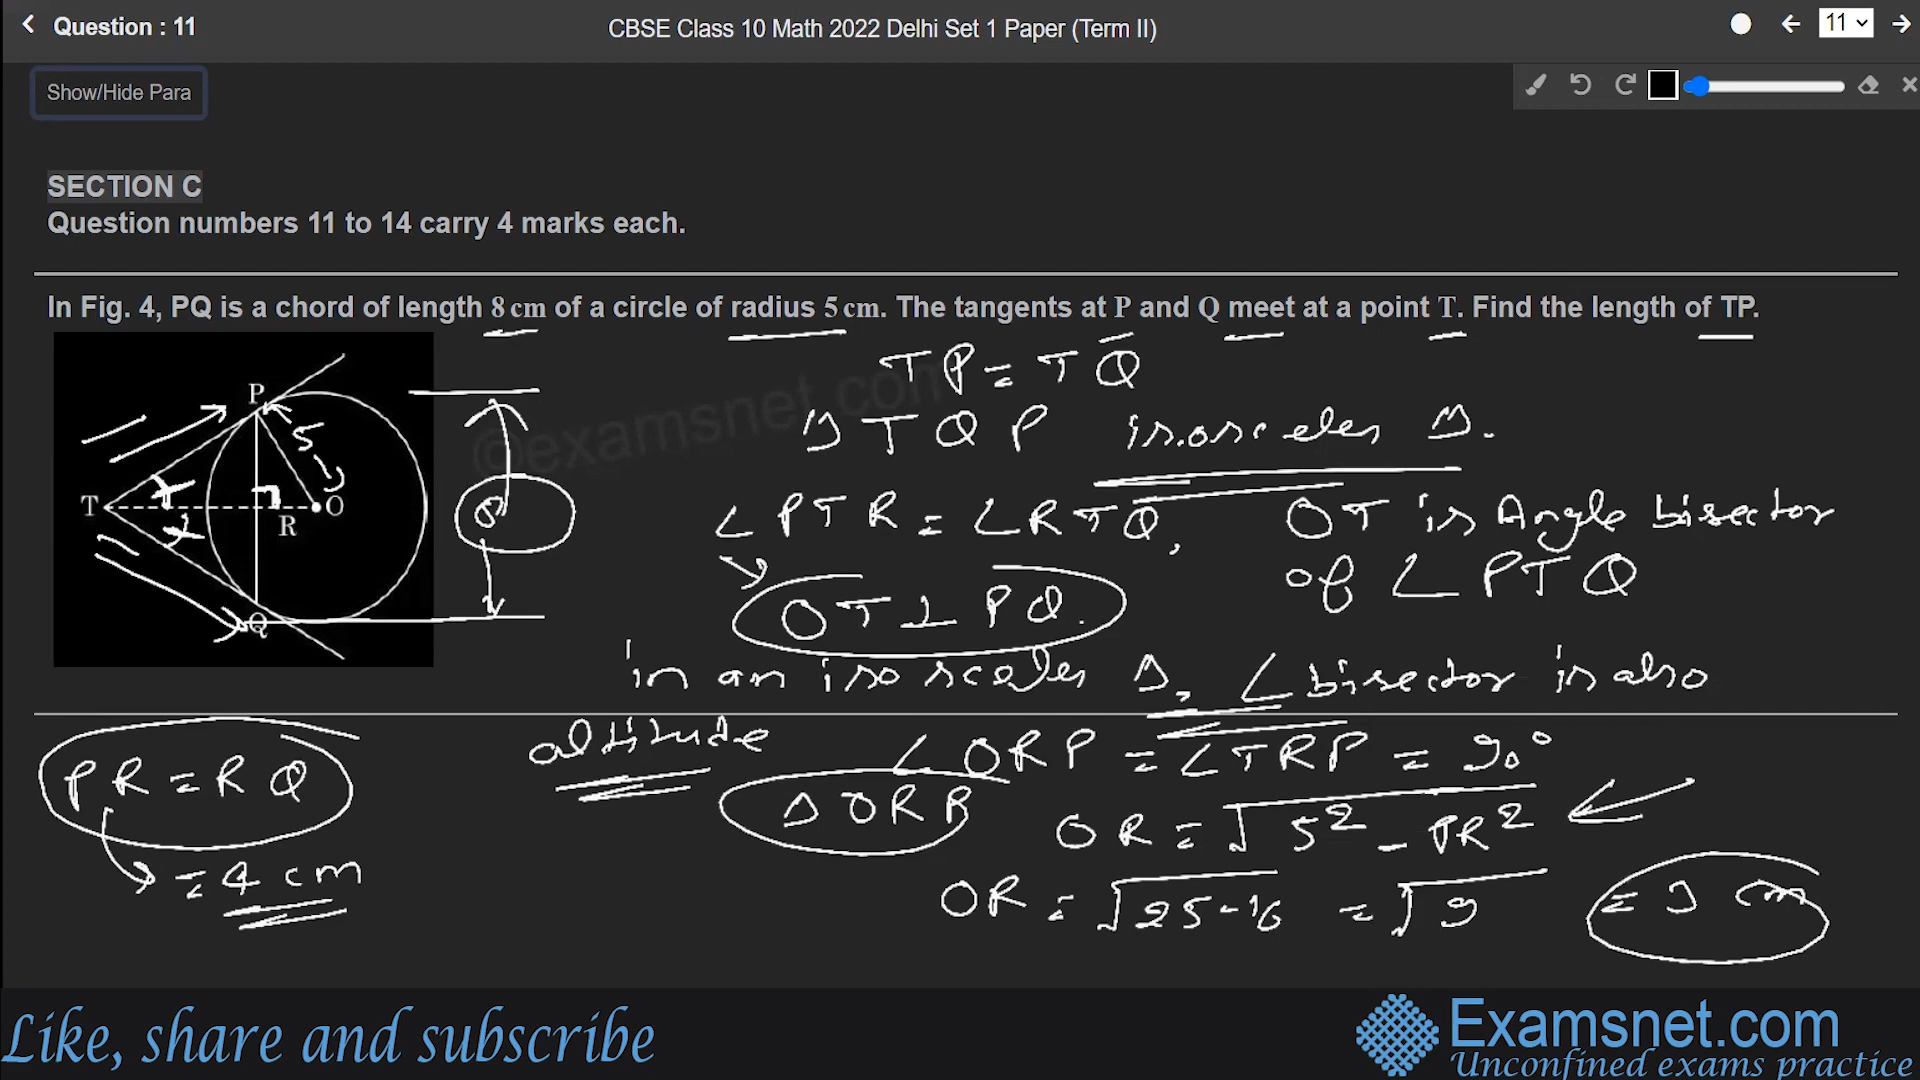 Question : 11
CBSE Class 10 Math 2022 Delhi Set 1 Paper (Term II)
11
Show/Hide Para
SECTION C
Question numbers 11 to 14 carry 4 marks each.
In Fig. 4, PQ is a chord of length 8 cm of a circle of radius 5 cm. The tangents at P and Q meet at a point T. Find the length of TP.
©examsnet.com
P
5
T
R
O
Q
TP = TQ
Δ TQP isosceles Δ.
∠PTR = ∠RTQ, OT is Angle bisector
of ∠PTQ
OT ⊥ PQ.
in an isosceles Δ, ∠bisector is also
altitude
∠ORP = ∠TRP = 90°
PR = RQ
= 4 cm
Δ ORP
OR = √5² - PR²
OR = √25-16 = √9 = 3 cm
Like, share and subscribe
Examsnet.com
Unconfined exams practice